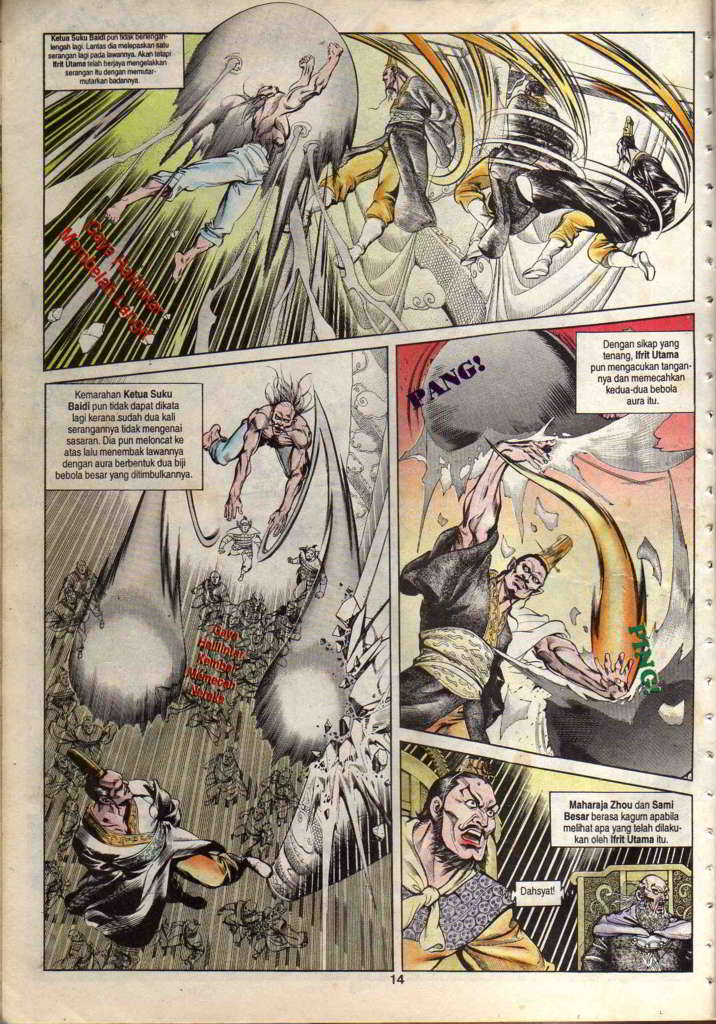 Ketua Suku Baidi pun tidak berlengah-
lengah lagi. Lantas dia melepaskan satu
serangan lagi pada lawannya. Akan tetapi
Ifrit Utama telah berjaya mengelakkan
serangan itu dengan memutar-
mutarkan badannya.
Gaya Halilintar
Membelah Langit
Kemarahan Ketua Suku
Baidi pun tidak dapat dikata
lagi kerana sudah dua kali
serangannya tidak mengenai
sasaran. Dia pun meloncat ke
atas lalu menembak lawannya
dengan aura berbentuk dua biji
bebola besar yang ditimbulkannya.
Gaya
Halilintar
Kembar
Memecah
Neraka
PANG!
Dengan sikap yang
tenang, Ifrit Utama
pun mengacukan tangan-
nya dan memecahkan
kedua-dua bebola
aura itu.
PING!
Maharaja Zhou dan Sami
Besar berasa kagum apabila
melihat apa yang telah dilaku-
kan oleh Ifrit Utama itu.
Dahsyat!
14